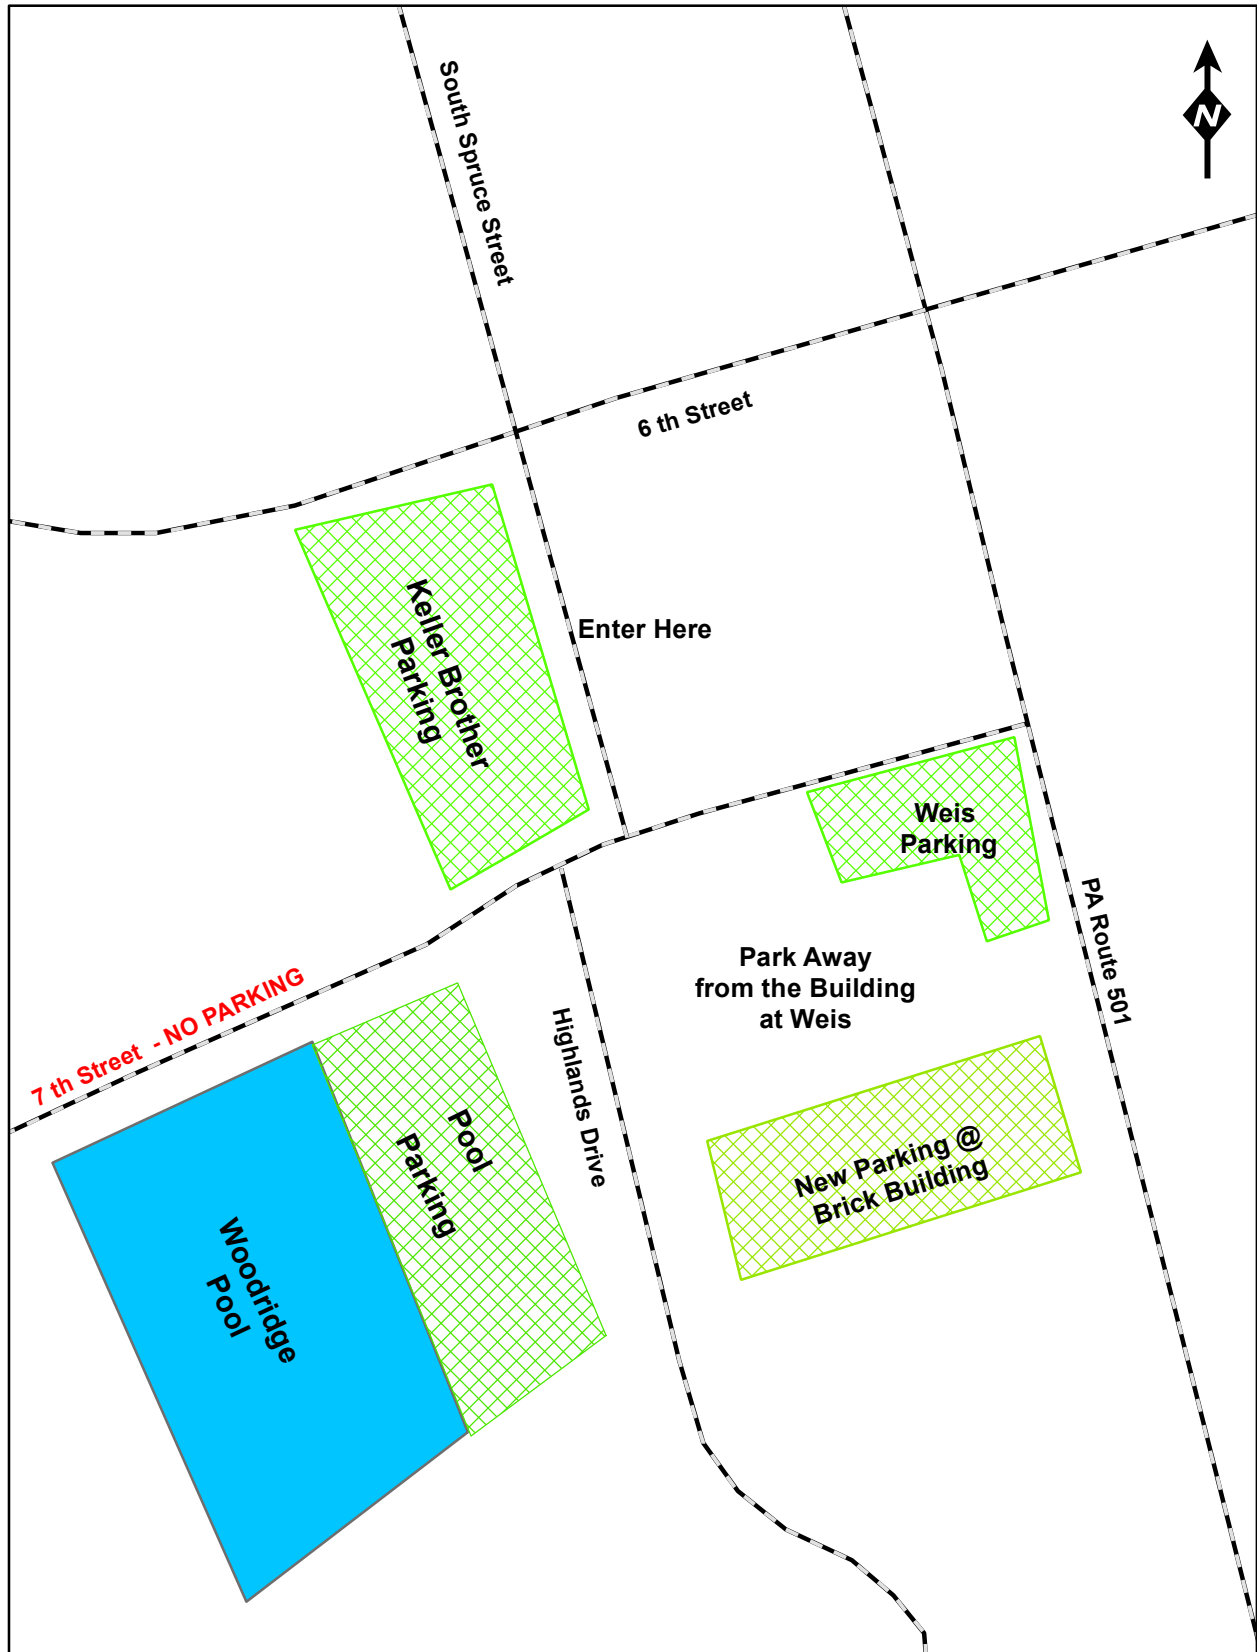 South Spruce Street
N
6 th Street
Keller Brother
Parking
Enter Here
Weis
Parking
PA Route 501
Park Away
from the Building
at Weis
7 th Street - NO PARKING
Highlands Drive
Pool
Parking
New Parking @
Brick Building
Woodridge
Pool